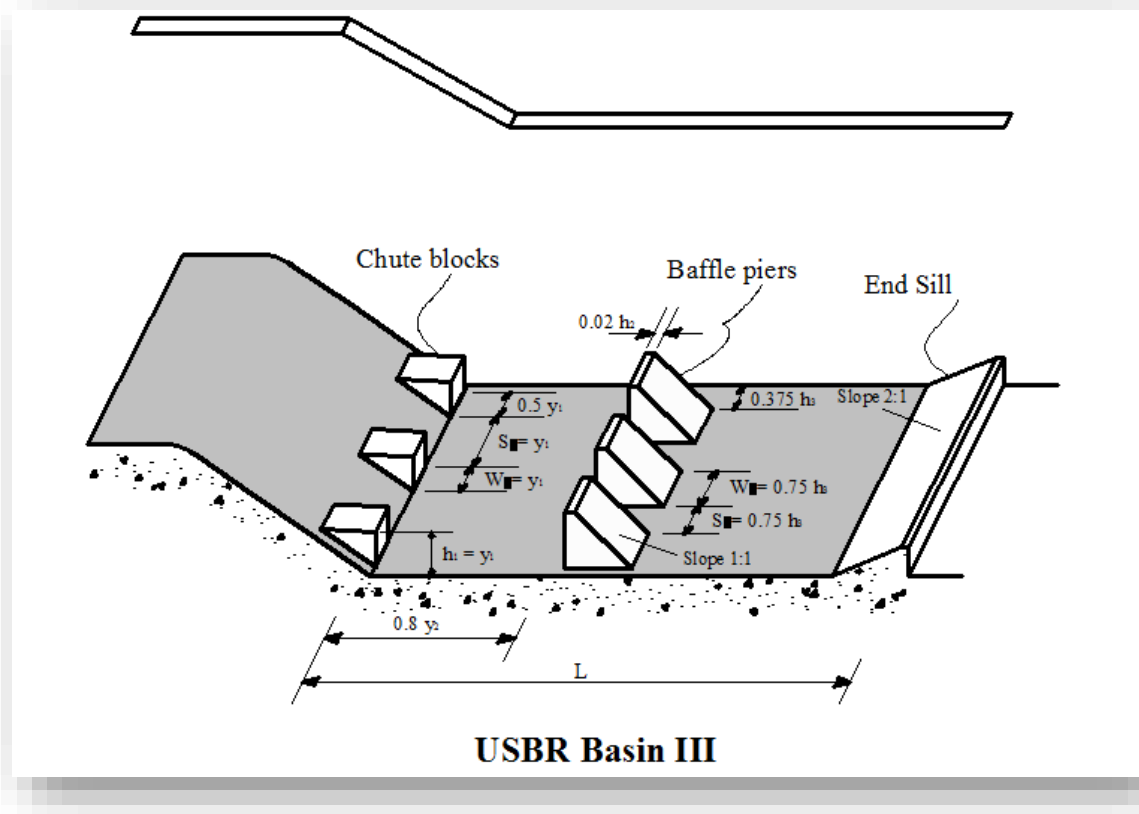 Chute blocks
Baffle piers
End Sill
0.02 h₂
0.5 y₁
0.375 h₃
Slope 2:1
S■= y₁
W■= y₁
W■= 0.75 h₃
S■= 0.75 h₃
h₁ = y₁
Slope 1:1
0.8 y₂
L
USBR Basin III